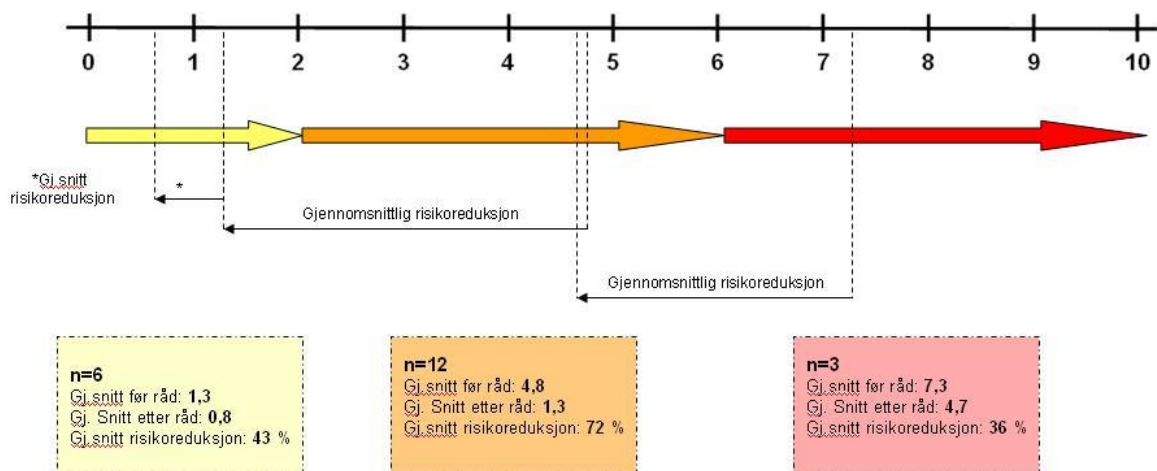 0 1 2 3 4 5 6 7 8 9 10
*Gj.snitt
risikoreduksjon
*
Gjennomsnittlig risikoreduksjon
Gjennomsnittlig risikoreduksjon
n=6
Gj.snitt før råd: 1,3
Gj. Snitt etter råd: 0,8
Gj.snitt risikoreduksjon: 43 %
n=12
Gj.snitt før råd: 4,8
Gj. Snitt etter råd: 1,3
Gj.snitt risikoreduksjon: 72 %
n=3
Gj.snitt før råd: 7,3
Gj. Snitt etter råd: 4,7
Gj.snitt risikoreduksjon: 36 %